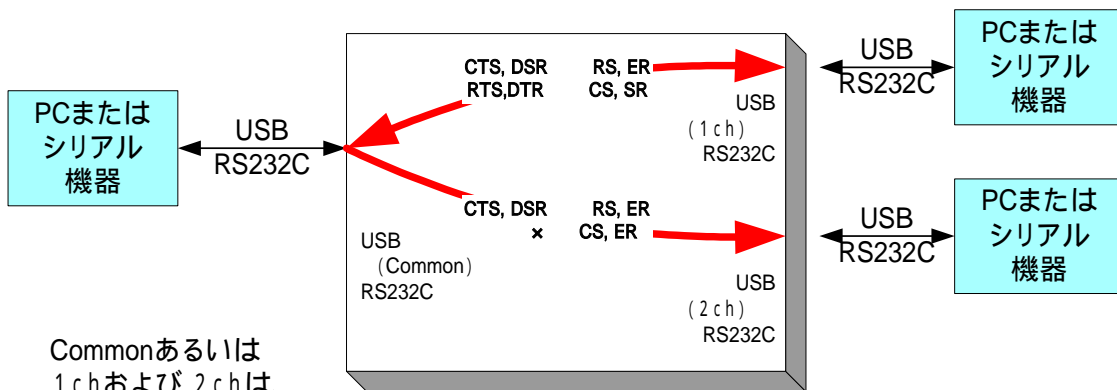 PCまたは
シリアル
機器
USB
RS232C
CTS, DSR RS, ER
RTS,DTR CS, SR
USB
(1ch)
RS232C
CTS, DSR RS, ER
× CS, ER
USB
(Common)
RS232C
USB
(2ch)
RS232C
USB
RS232C
PCまたは
シリアル
機器
USB
RS232C
PCまたは
シリアル
機器
Commonあるいは
1chおよび2chは